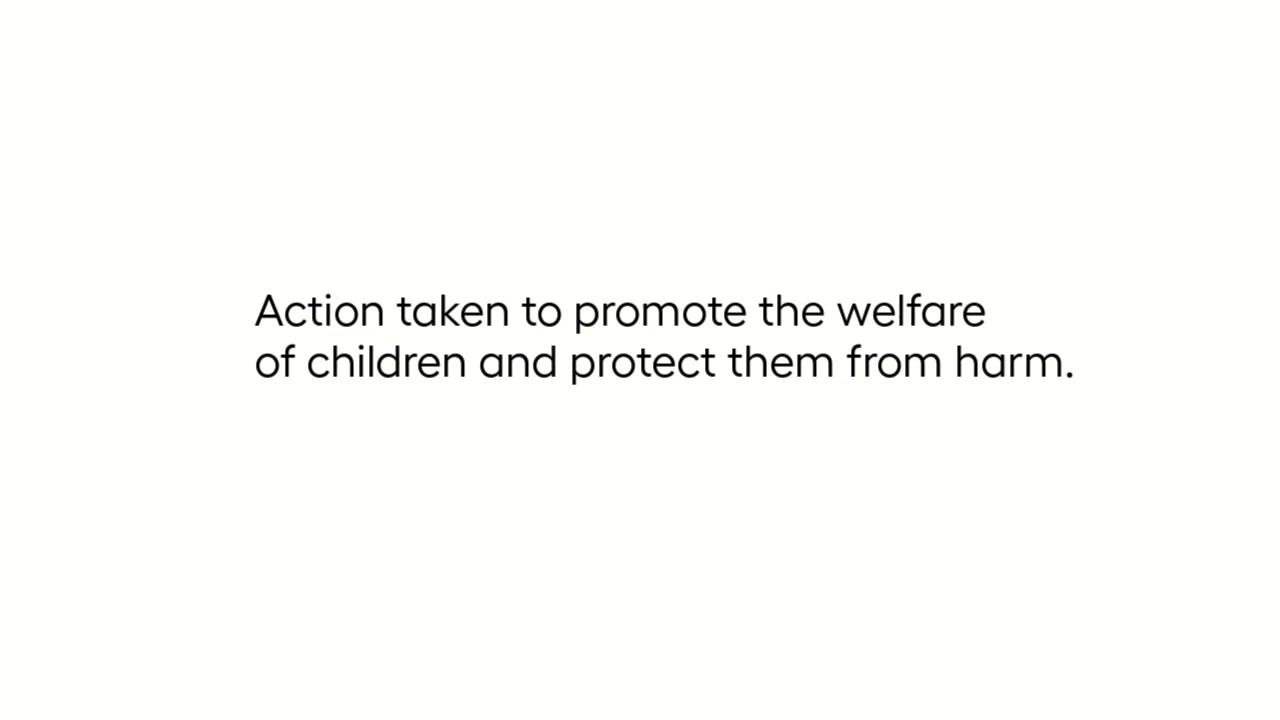 Action taken to promote the welfare
of children and protect them from harm.